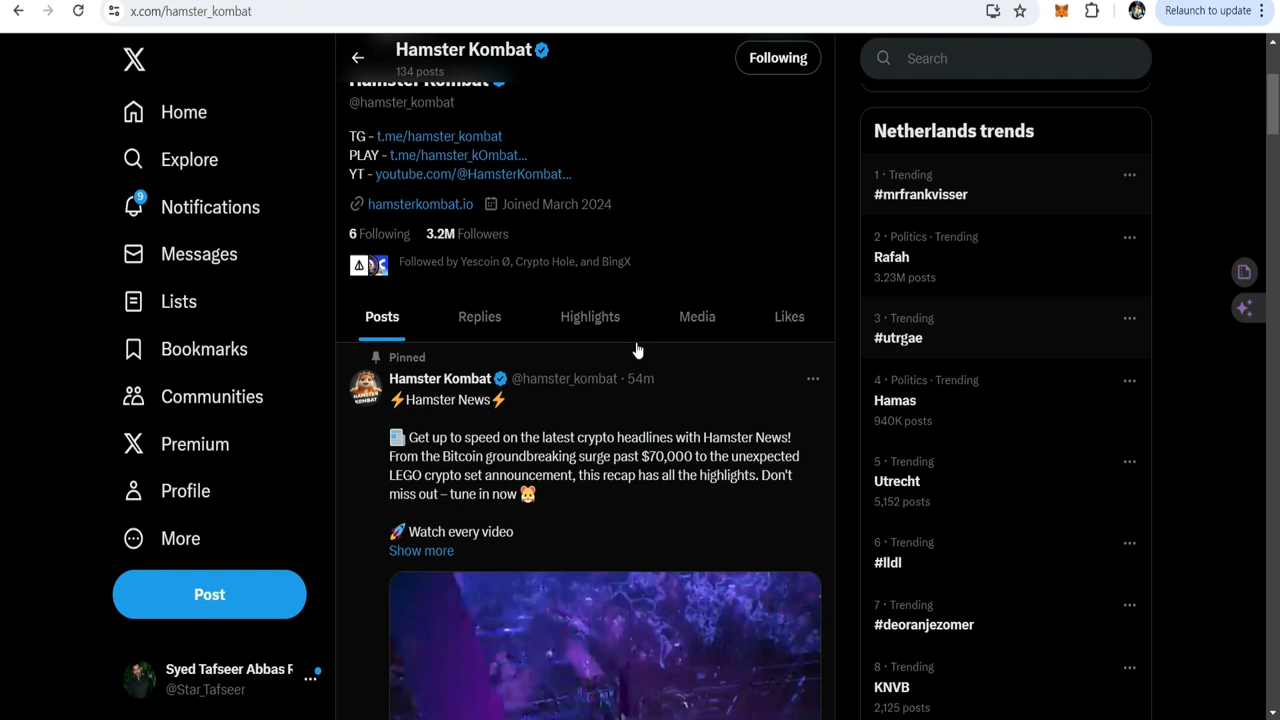 x.com/hamster_kombat
Relaunch to update
Home
Explore
9
Notifications
Messages
Lists
Bookmarks
Communities
Premium
Profile
More
Post
Syed Tafseer Abbas R
@Star_Tafseer
Hamster Kombat
134 posts
Following
Hamster Kombat
@hamster_kombat
TG - t.me/hamster_kombat
PLAY - t.me/hamster_kOmbat...
YT - youtube.com/@HamsterKombat...
hamsterkombat.io Joined March 2024
6 Following 3.2M Followers
Followed by Yescoin Ø, Crypto Hole, and BingX
Posts Replies Highlights Media Likes
Pinned
Hamster Kombat @hamster_kombat · 54m
⚡Hamster News⚡
📰 Get up to speed on the latest crypto headlines with Hamster News!
From the Bitcoin groundbreaking surge past $70,000 to the unexpected
LEGO crypto set announcement, this recap has all the highlights. Don't
miss out – tune in now 🐹
🚀 Watch every video
Show more
Search
Netherlands trends
1 · Trending
#mrfrankvisser
2 · Politics · Trending
Rafah
3.23M posts
3 · Trending
#utrgae
4 · Politics · Trending
Hamas
940K posts
5 · Trending
Utrecht
5,152 posts
6 · Trending
#lldl
7 · Trending
#deoranjezomer
8 · Trending
KNVB
2,125 posts